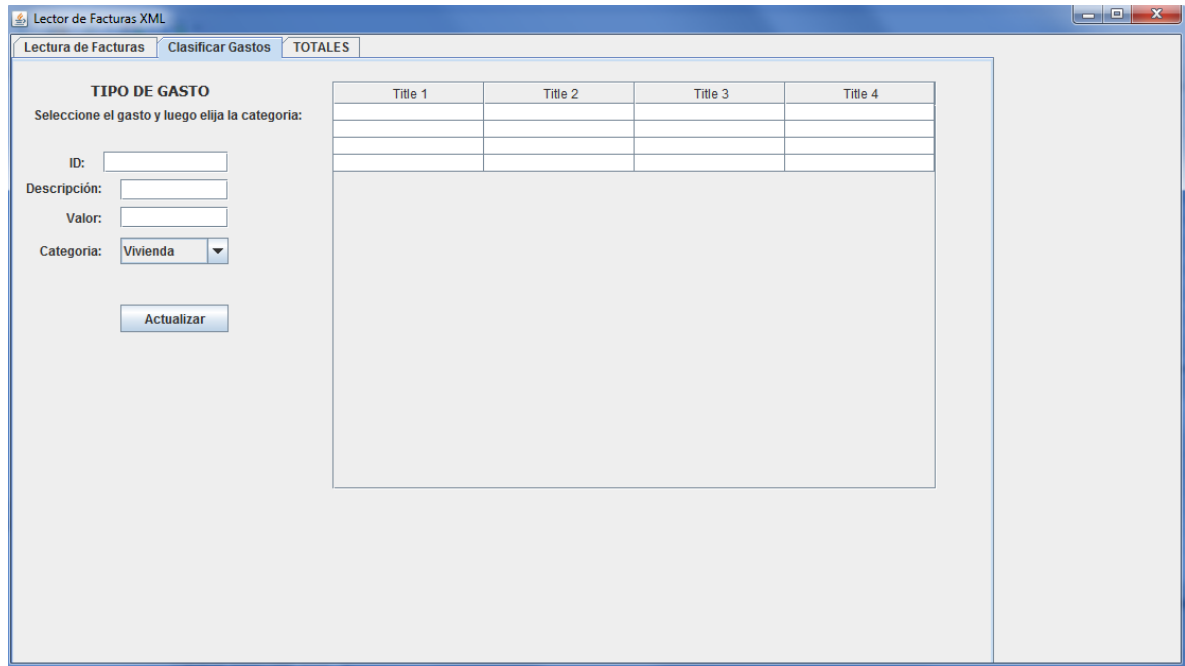 Lector de Facturas XML
Lectura de Facturas Clasificar Gastos TOTALES
TIPO DE GASTO
Seleccione el gasto y luego elija la categoria:
ID:
Descripción:
Valor:
Categoria: Vivienda
Actualizar
Title 1 Title 2 Title 3 Title 4